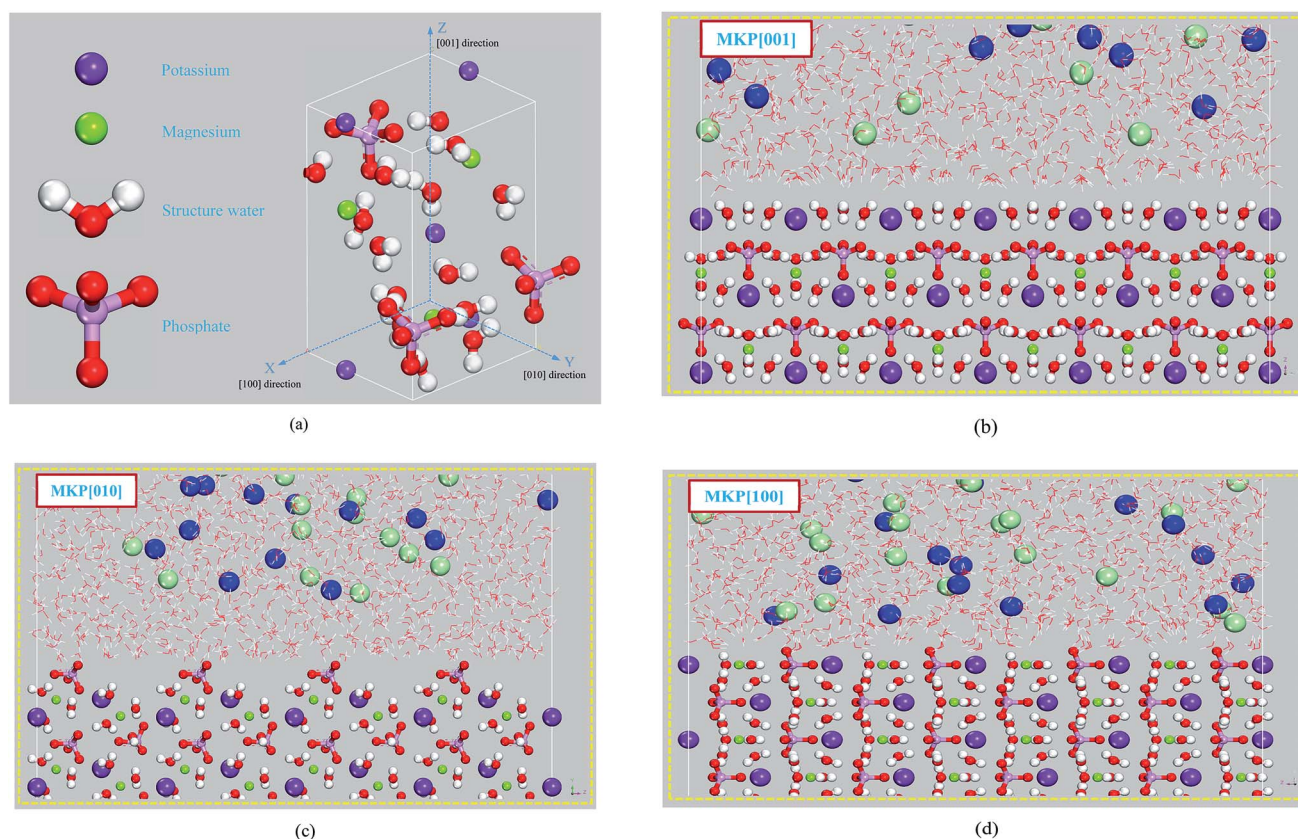 Potassium
Magnesium
Structure water
Phosphate
Z
[001] direction
X
[100] direction
Y
[010] direction
(a)
MKP[001]
(b)
MKP[010]
(c)
MKP[100]
(d)